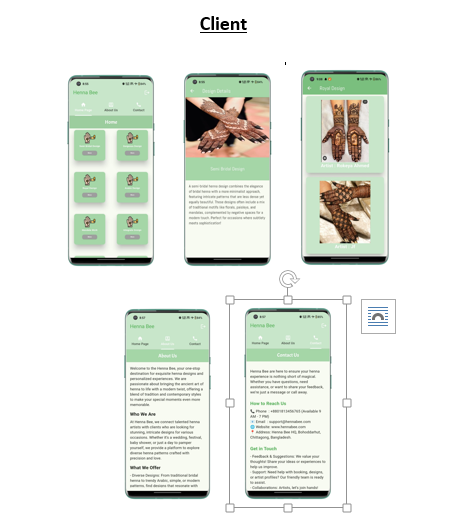 Client
Henna Bee
Home Page
About Us
Contact
Home
Design Details
Semi Bridal Design
A semi bridal henna design combines the elegance
of bridal henna with a more minimalist approach,
featuring intricate patterns that are less dense yet
equally beautiful. These designs often include a mix
of traditional motifs like florals, paisleys, and
mandalas, complemented by negative spaces for a
modern touch. Perfect for occasions where subtlety
meets sophistication!
Royal Design
Henna Bee
Home Page
About Us
Contact
About Us
Welcome to the Henna Bee, your one-stop
destination for exquisite henna designs and
personalized experiences. We are
passionate about bringing the ancient art of
henna to life with a modern twist, offering a
blend of tradition and contemporary styles
to make your special moments even more
memorable.
Who We Are
At Henna Bee, we connect talented henna
artists with clients who are looking for
stunning, intricate designs for various
occasions. Whether it's a wedding, festival,
baby shower, or just a day to pamper
yourself, we provide a platform to explore
diverse henna patterns crafted with
precision and love.
What We Offer
- Diverse Designs: From traditional bridal
henna to trendy Arabic, simple, or modern
patterns, find designs that resonate with
Henna Bee
Home Page
About Us
Contact
Contact Us
Henna Bee are here to ensure your henna
experience is nothing short of magical.
Whether you have questions, need
assistance, or want to share your feedback,
we're just a message or call away.
How to Reach Us
Phone : +8801813456763 (Available 9
AM - 7 PM)
Email : support@hennabee.com
Website: www.hennabee.com
Address: Henna Bee HQ, Bahoddarhat,
Chittagong, Bangladesh.
Get in Touch
- Feedback & Suggestions: We value your
thoughts! Share your ideas or experiences to
help us improve.
- Support: Need help with booking, designs,
or artist profiles? Our friendly team is ready
to assist.
- Collaborations: Artists, let's join hands!